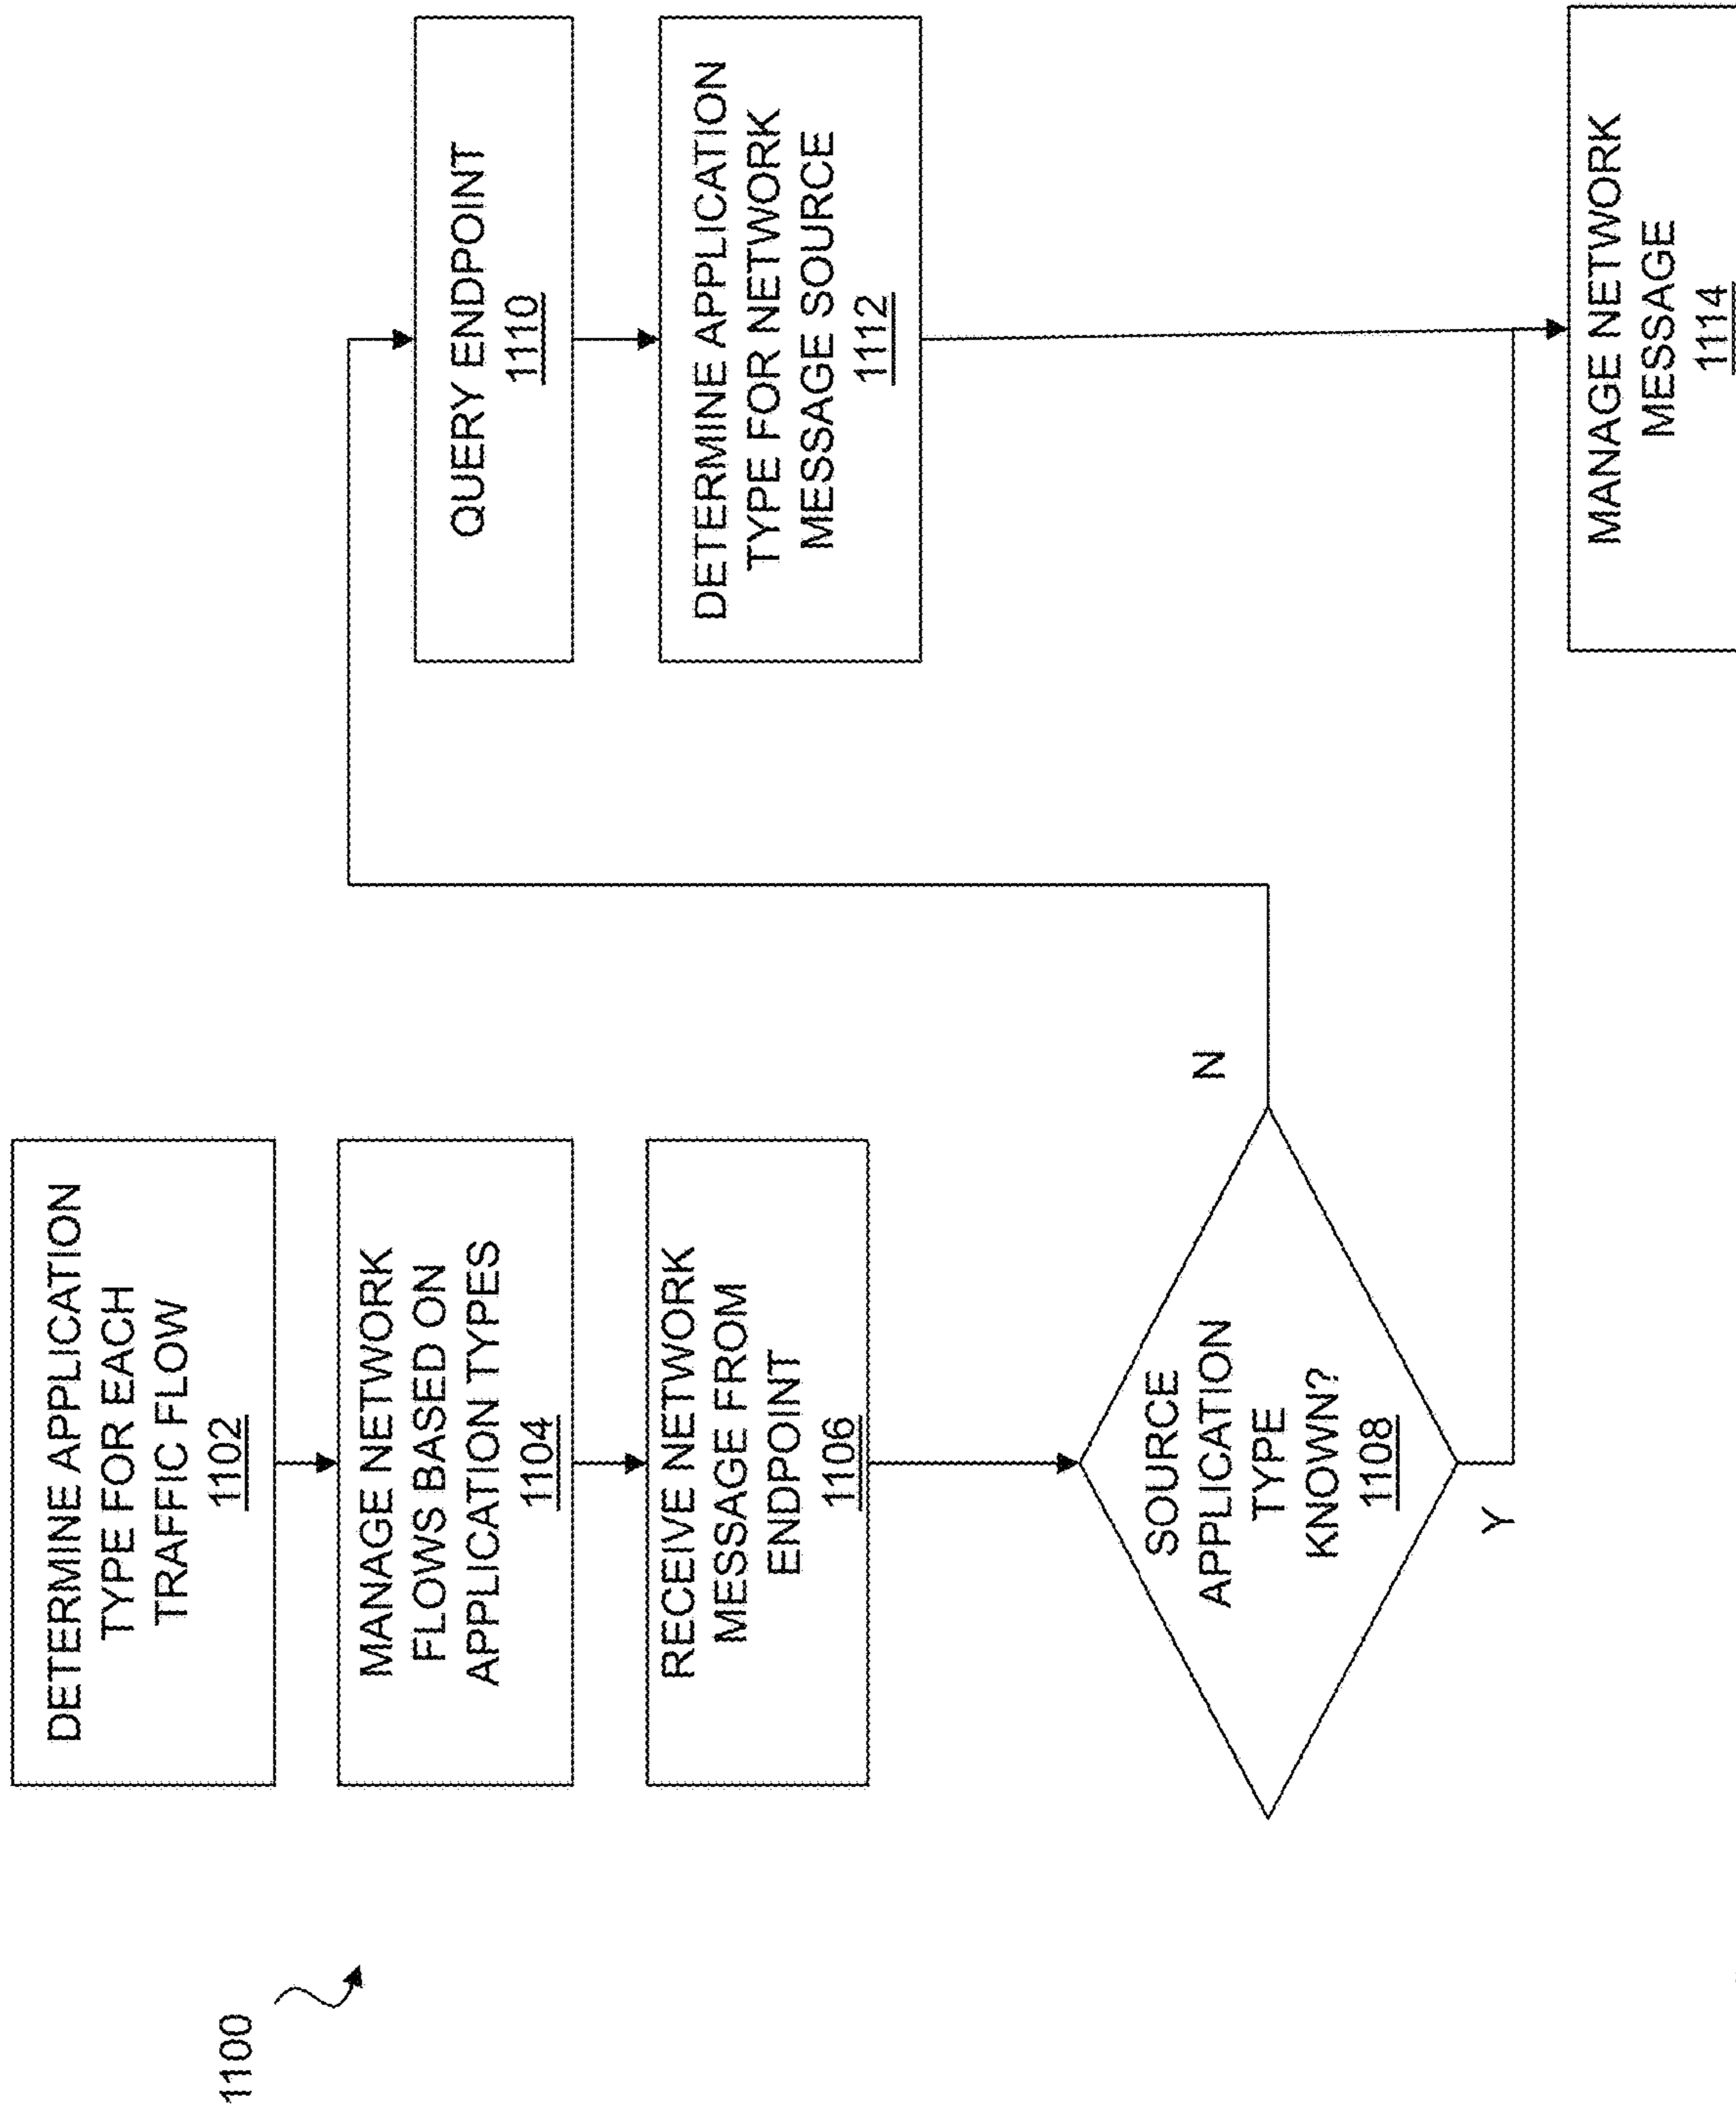 1100
DETERMINE APPLICATION
TYPE FOR EACH
TRAFFIC FLOW
1102
MANAGE NETWORK
FLOWS BASED ON
APPLICATION TYPES
1104
RECEIVE NETWORK
MESSAGE FROM
ENDPOINT
1106
SOURCE
APPLICATION
TYPE
KNOWN?
1108
N
Y
QUERY ENDPOINT
1110
DETERMINE APPLICATION
TYPE FOR NETWORK
MESSAGE SOURCE
1112
MANAGE NETWORK
MESSAGE
1114